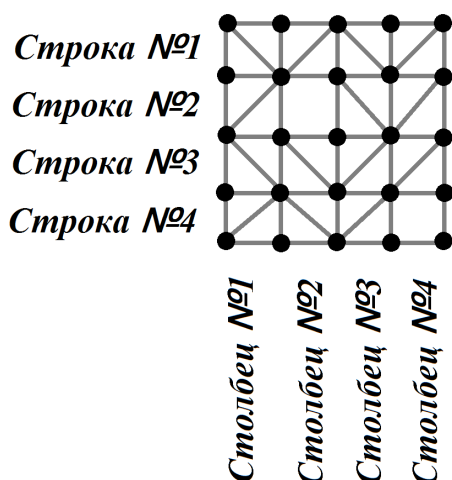 Строка №1
Строка №2
Строка №3
Строка №4
Столбец №1
Столбец №2
Столбец №3
Столбец №4